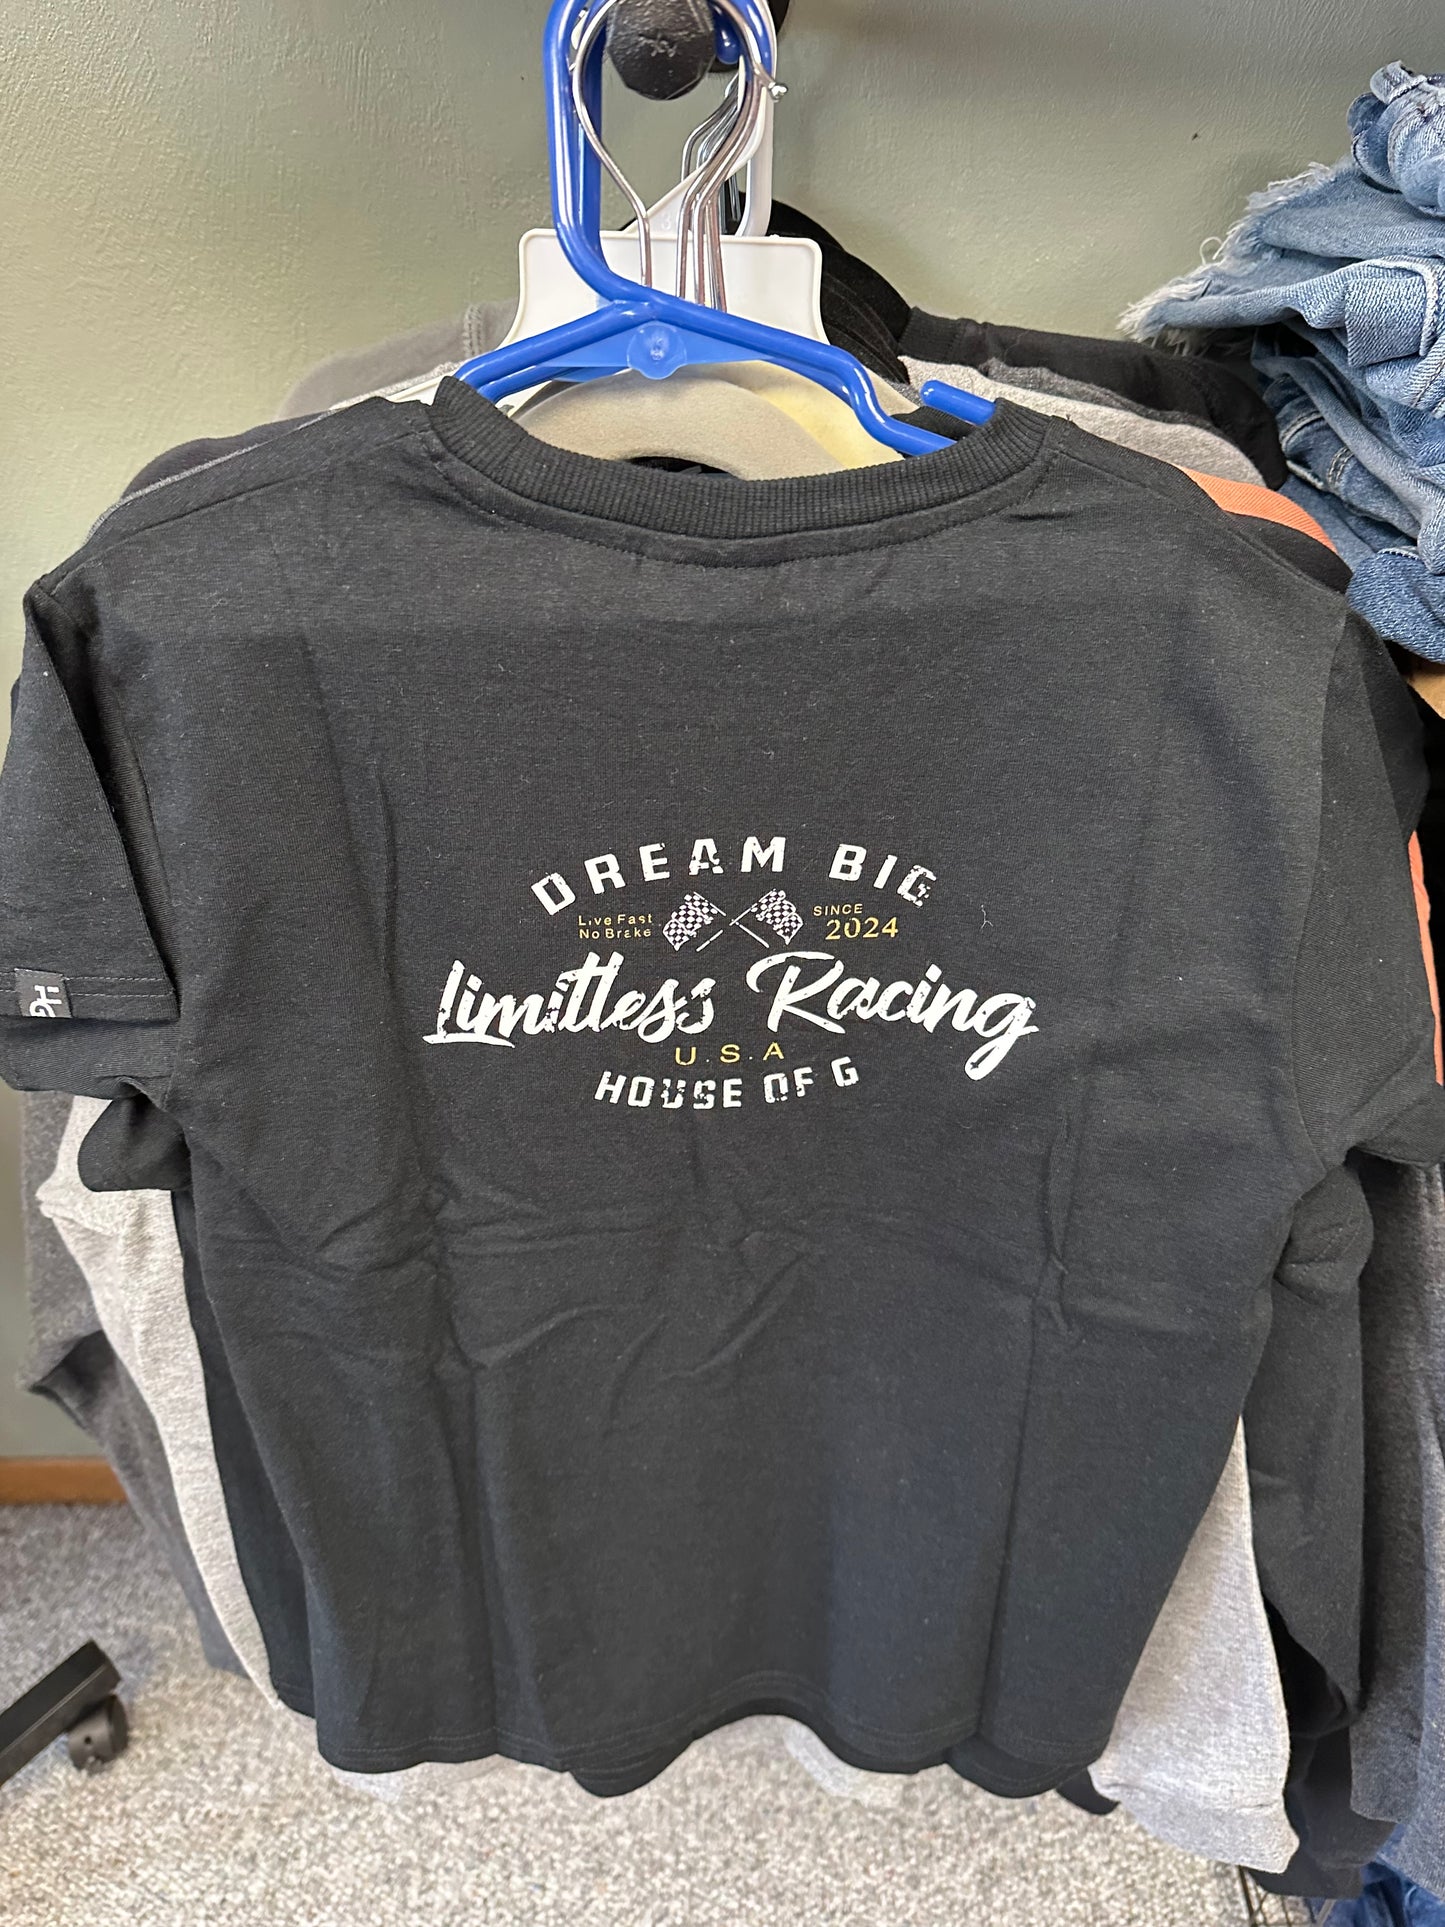 DREAM BIG
Live Fast
No Brake
SINCE
2024
Limitless Racing
U.S.A
HOUSE OF G
HG